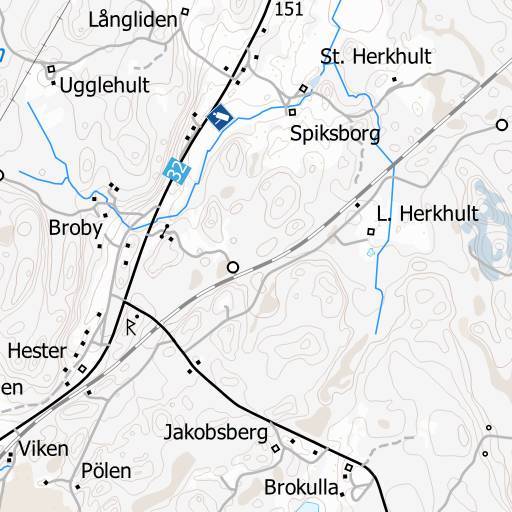 Långliden
151
St. Herkhult
Ugglehult
Spiksborg
32
L. Herkhult
Broby
R
Hester
en
Jakobsberg
Viken
Pölen
Brokulla